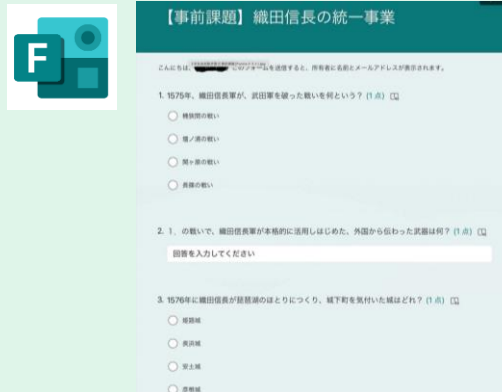 F
【事前課題】織田信長の統一事業
こんにちは、 このフォームを送信すると、所有者に名前とメールアドレスが表示されます。
1. 1575年、織田信長軍が、武田軍を破った戦いを何という? (1 点)
桶狭間の戦い
壇ノ浦の戦い
関ヶ原の戦い
長篠の戦い
2. 1．の戦いで、織田信長軍が本格的に活用しはじめた、外国から伝わった武器は何? (1 点)
回答を入力してください
3. 1576年に織田信長が琵琶湖のほとりにつくり、城下町を気付いた城はどれ? (1 点)
姫路城
長浜城
安土城
彦根城